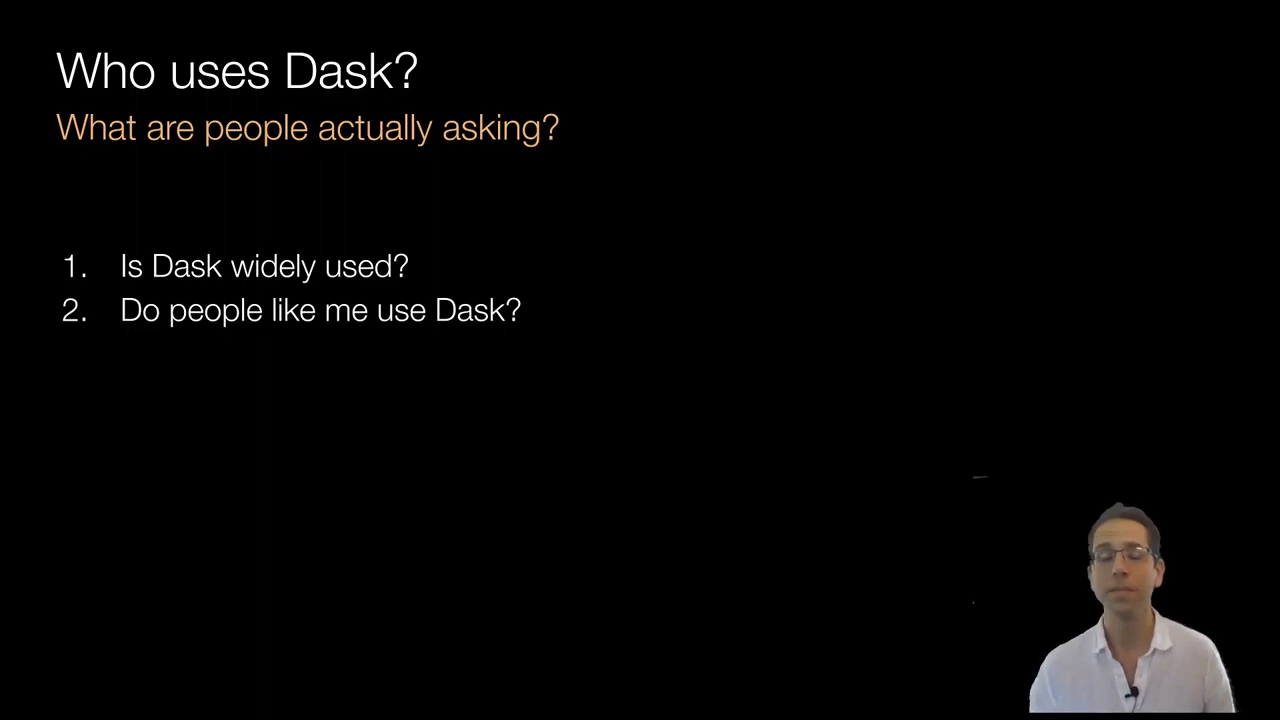 Who uses Dask?
What are people actually asking?
1. Is Dask widely used?
2. Do people like me use Dask?